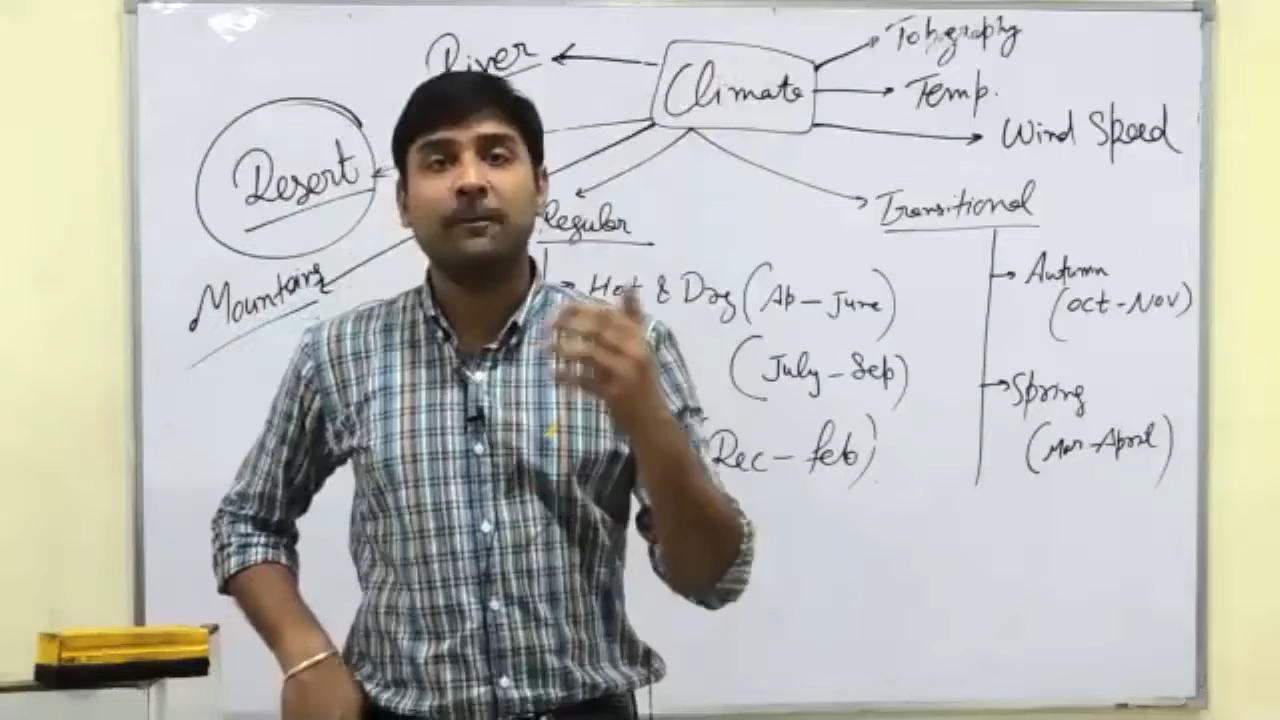 River
Climate
Topography
Temp.
Wind Speed
Desert
Mountains
Regular
Hot & Dry (Ap - June)
(July - Sep)
Dec - feb)
Transitional
Autumn
(Oct - Nov)
Spring
(Mar - April)